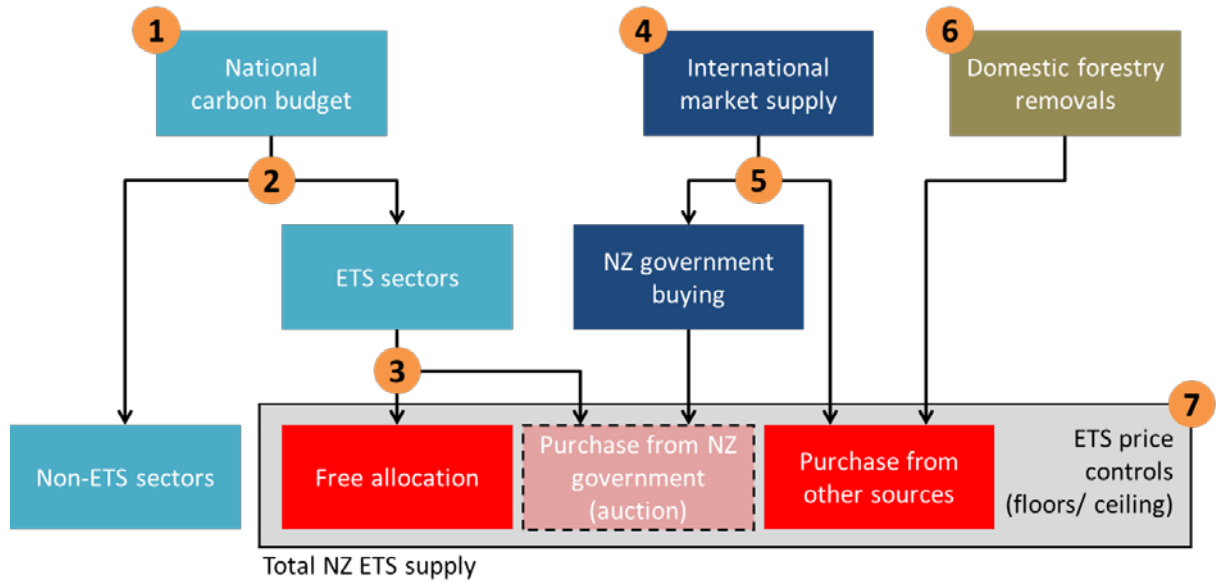 1
National
carbon budget
4
International
market supply
6
Domestic forestry
removals
2
5
ETS sectors
NZ government
buying
3
7
Non-ETS sectors
Free allocation
Purchase from NZ
government
(auction)
Purchase from
other sources
ETS price
controls
(floors/ ceiling)
Total NZ ETS supply